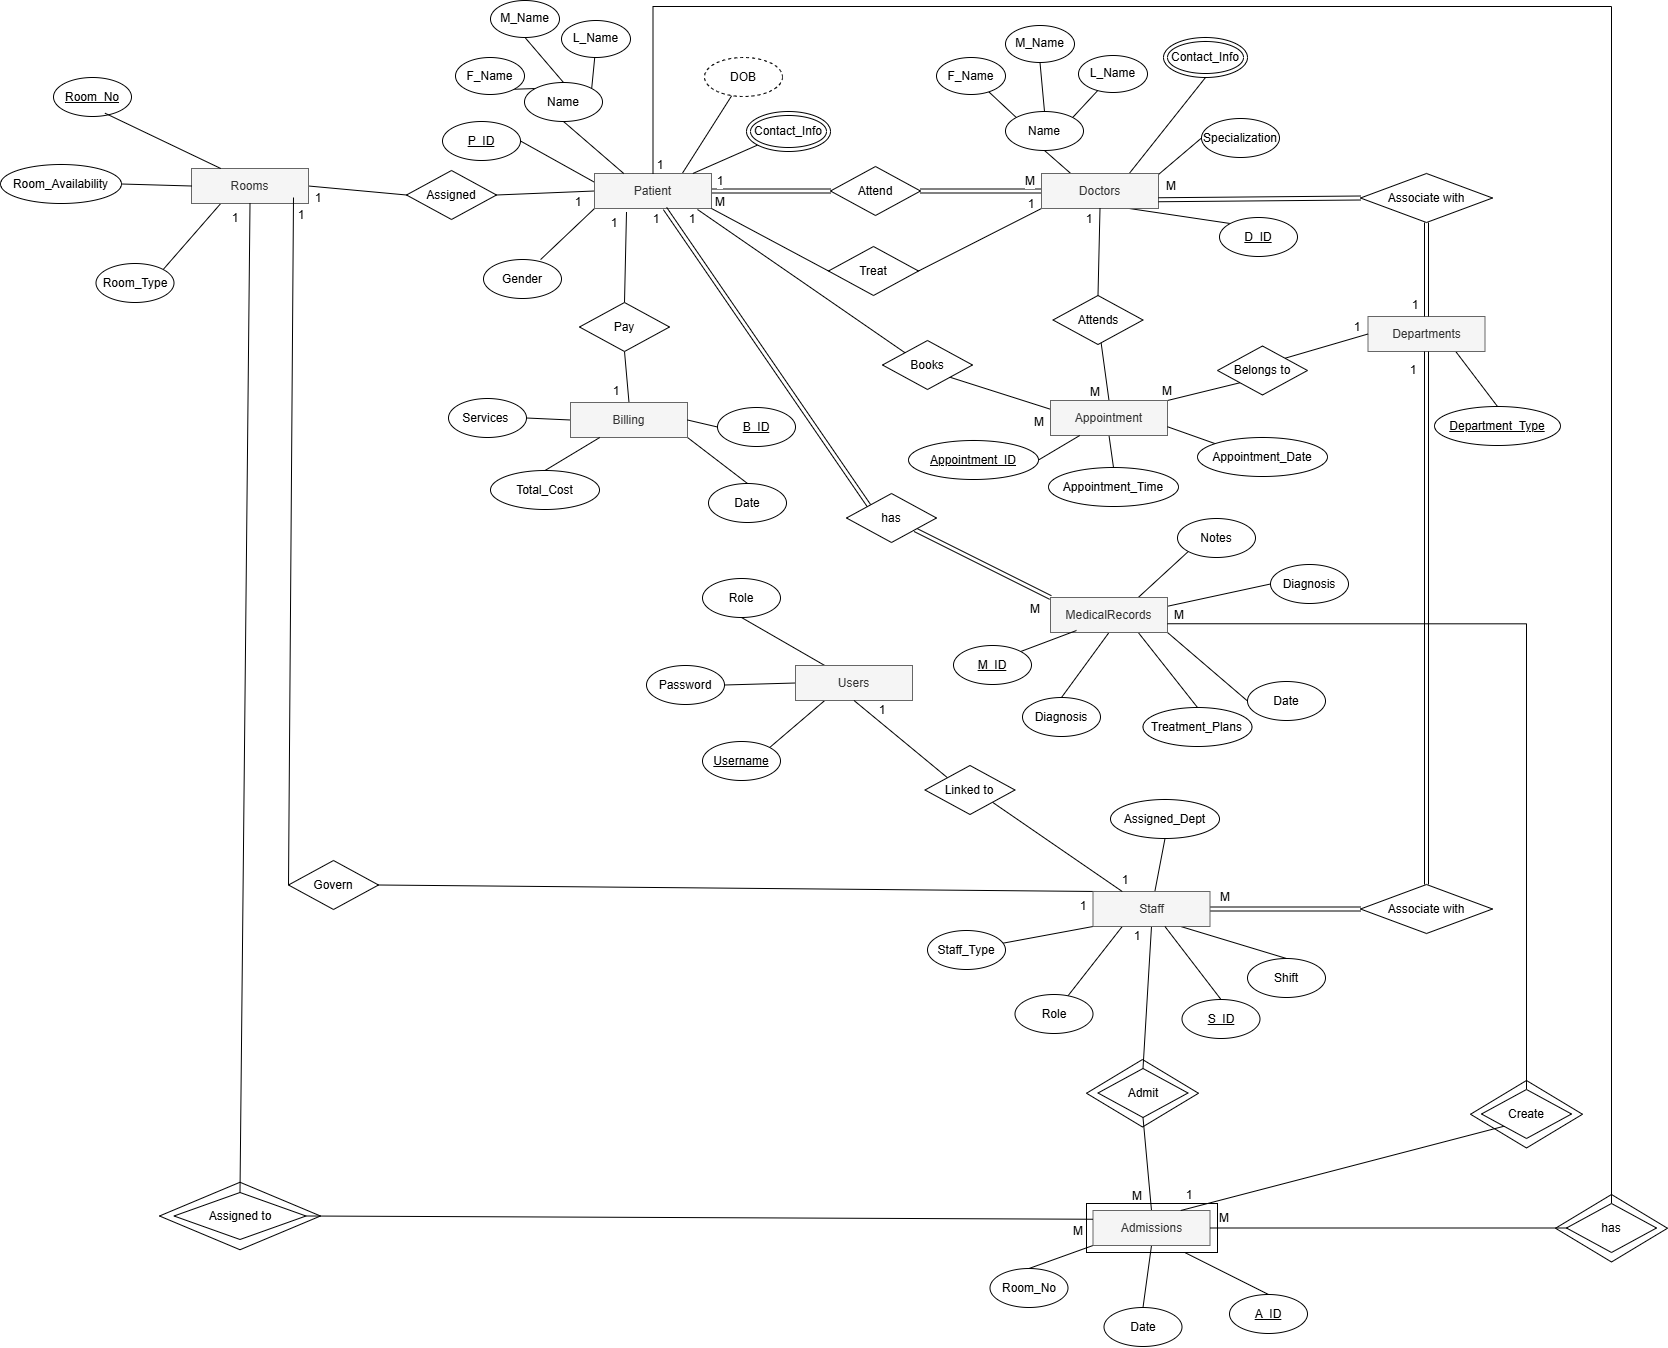 M_Name
L_Name
F_Name
Name
DOB
Contact_Info
P_ID
M_Name
F_Name
L_Name
Name
Contact_Info
Specialization
Room_No
Room_Availability
Rooms
1
1
1
Room_Type
Assigned
1
Patient
1
1
M
1
1
1
1
Gender
Attend
M
Doctors
M
1
1
D_ID
Associate with
Treat
Pay
1
Attends
Books
1
Departments
1
1
Department_Type
Belongs to
M
M
M
Appointment
Appointment_ID
Appointment_Time
Appointment_Date
Services
Billing
B_ID
Total_Cost
Date
has
Notes
Diagnosis
M
MedicalRecords
M
M_ID
Diagnosis
Treatment_Plans
Date
Role
Password
Users
1
Username
Linked to
Assigned_Dept
Govern
1
1
Staff
M
1
Associate with
Staff_Type
Role
S_ID
Shift
Admit
Create
M
1
Assigned to
M
Admissions
M
has
Room_No
Date
A_ID